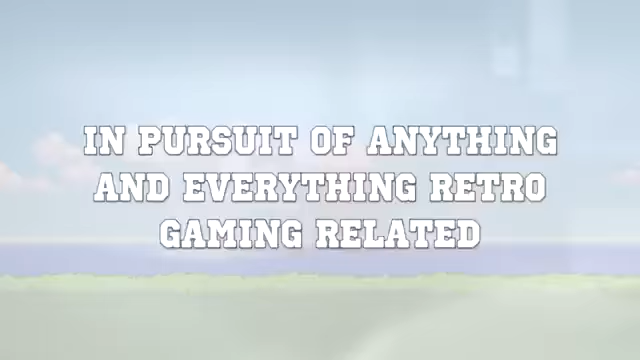 IN PURSUIT OF ANYTHING
AND EVERYTHING RETRO
GAMING RELATED